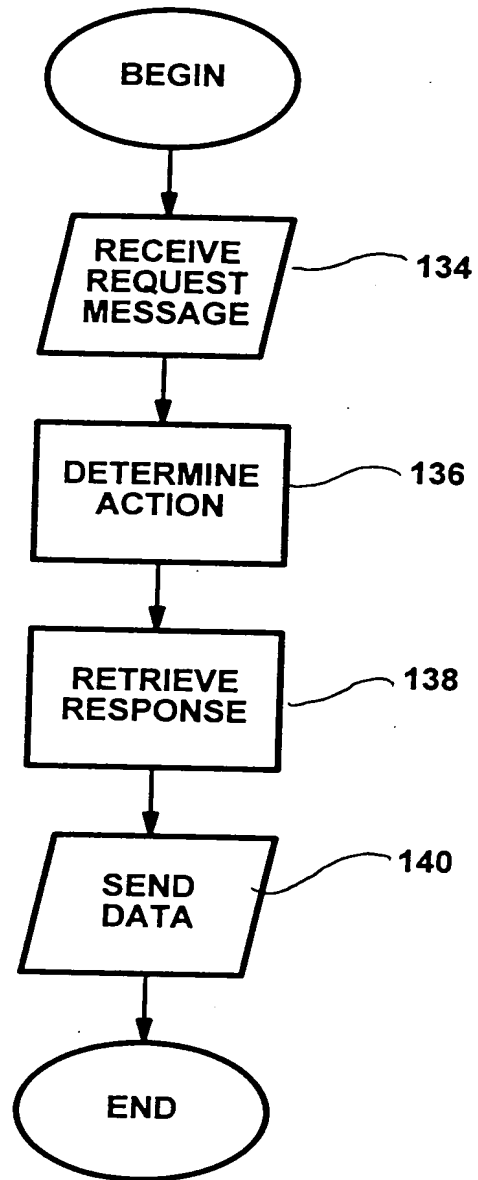 BEGIN
RECEIVE
REQUEST
MESSAGE
134
DETERMINE
ACTION
136
RETRIEVE
RESPONSE
138
SEND
DATA
140
END